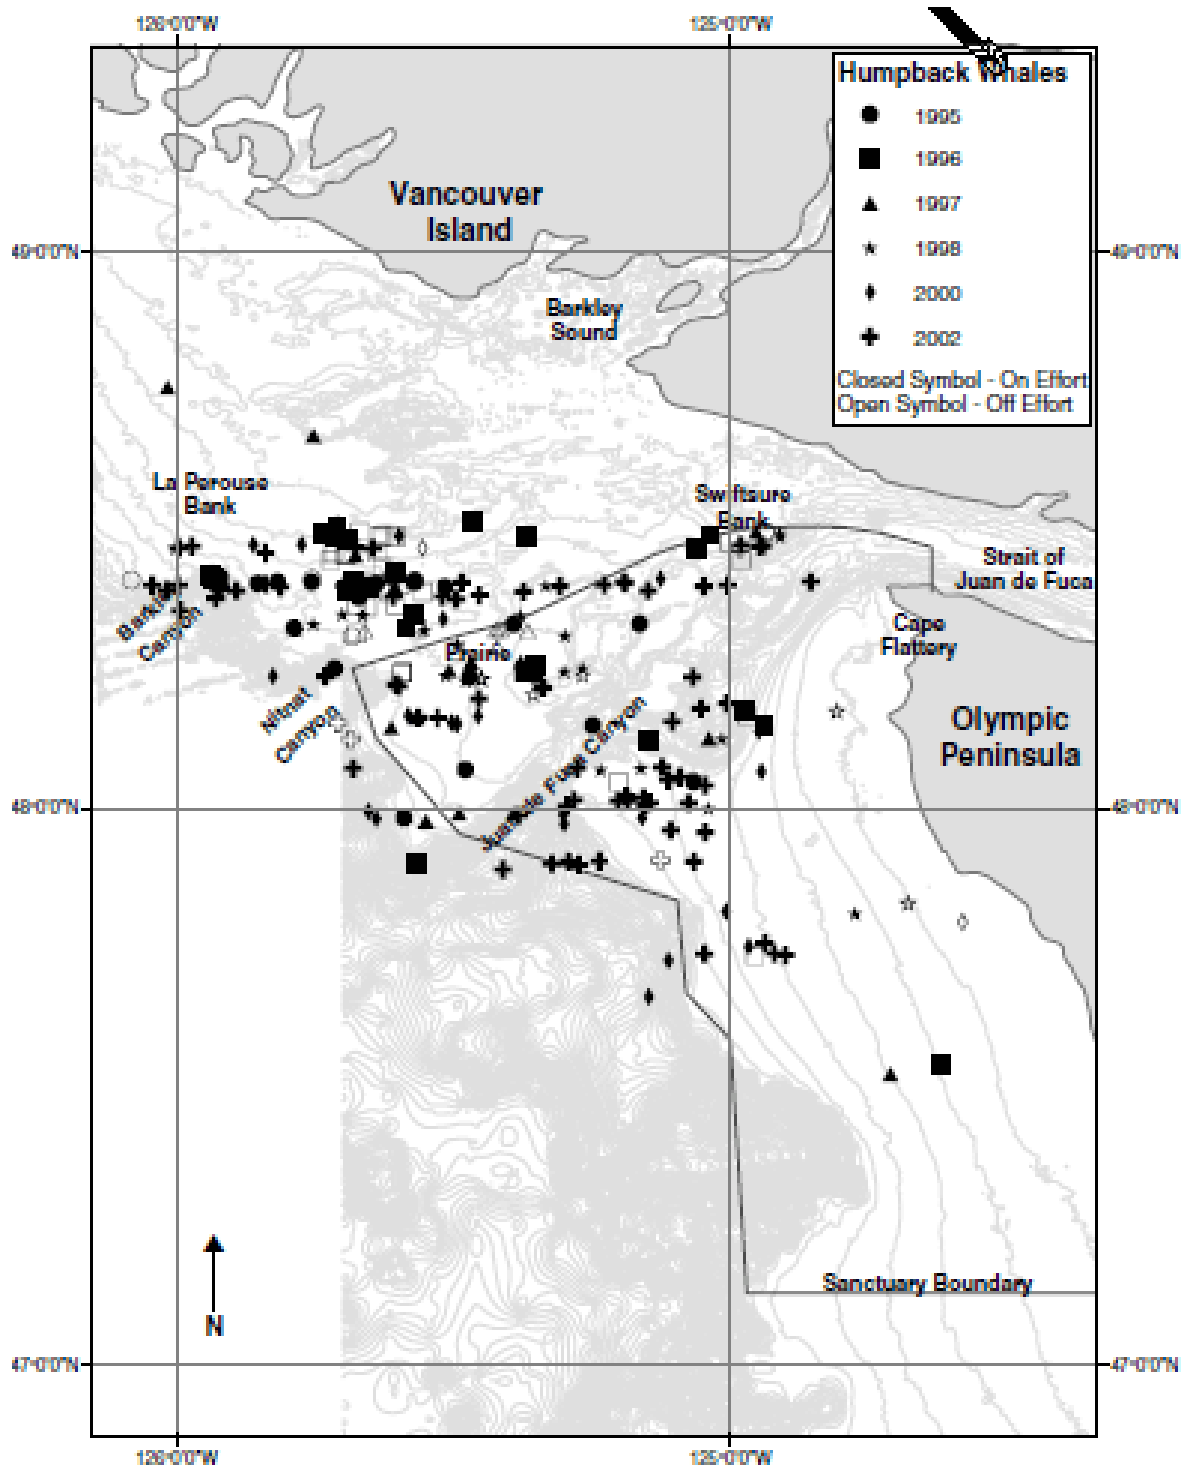 126°0'0"W 125°0'0"W
Humpback Whales
1995
1996
1997
1998
2000
2002
Closed Symbol - On Effort
Open Symbol - Off Effort
Vancouver
Island
49°0'0"N 49°0'0"N
Barkley
Sound
La Perouse
Bank
Swiftsure
Bank
Strait of
Juan de Fuca
Barkley
Canyon
Cape
Flattery
Prairie
Nitnat
Canyon
Juan de Fuca Canyon
Olympic
Peninsula
48°0'0"N 48°0'0"N
Sanctuary Boundary
N
47°0'0"N 47°0'0"N
126°0'0"W 125°0'0"W